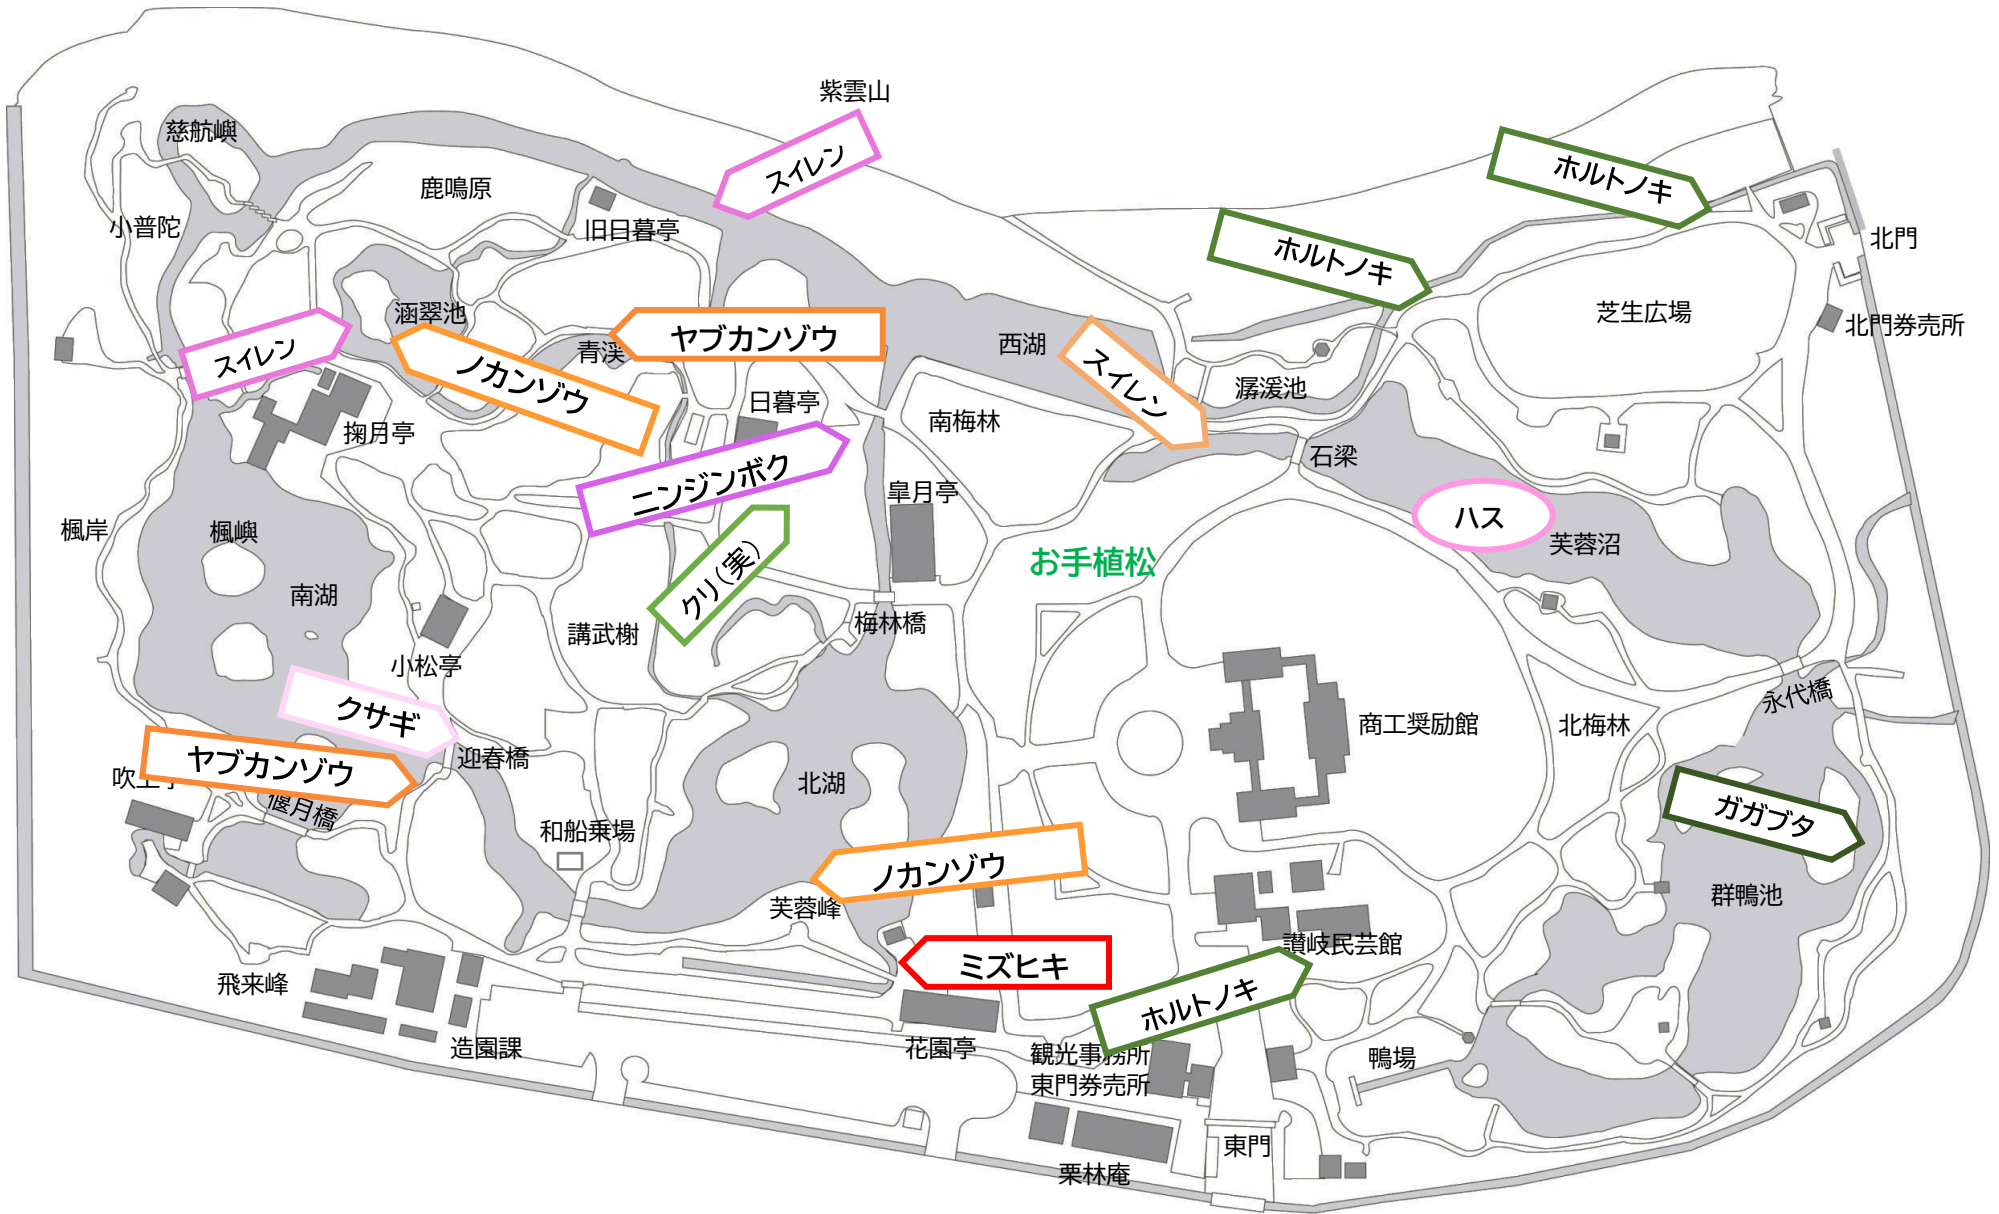 紫雲山
スイレン
慈航嶼
ホルトノキ
鹿鳴原
小普陀
旧日暮亭
ホルトノキ
北門
涵翠池
ヤブカンゾウ
芝生広場
北門券売所
スイレン
青渓
西湖
スイレン
ノカンゾウ
潺湲池
日暮亭
南梅林
掬月亭
石梁
ニンジンボク
皐月亭
ハス
楓岸
楓嶼
芙蓉沼
お手植松
クリ(実)
南湖
講武榭
梅林橋
小松亭
永代橋
クサギ
商工奨励館
北梅林
ヤブカンゾウ
迎春橋
北湖
偃月橋
和船乗場
ガガブタ
ノカンゾウ
芙蓉峰
群鴨池
讃岐民芸館
ミズヒキ
飛来峰
ホルトノキ
造園課
花園亭
観光事務所
東門券売所
鴨場
東門
栗林庵